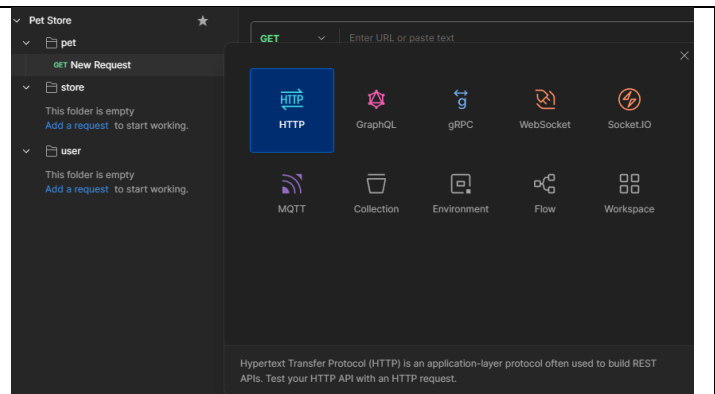 Pet Store
pet
GET New Request
store
This folder is empty
Add a request to start working.
user
This folder is empty
Add a request to start working.
GET
Enter URL or paste text
HTTP
HTTP
GraphQL
g
gRPC
WebSocket
Socket.IO
MQTT
Collection
Environment
Flow
Workspace
Hypertext Transfer Protocol (HTTP) is an application-layer protocol often used to build REST
APIs. Test your HTTP API with an HTTP request.